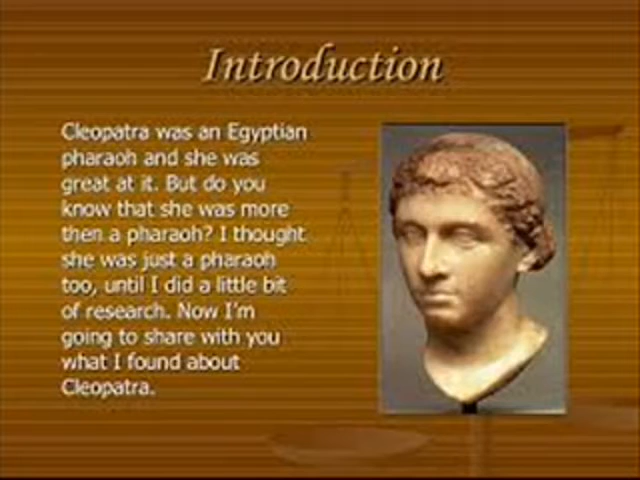 Introduction
Cleopatra was an Egyptian
pharaoh and she was
great at it. But do you
know that she was more
then a pharaoh? I thought
she was just a pharaoh
too, until I did a little bit
of research. Now I'm
going to share with you
what I found about
Cleopatra.